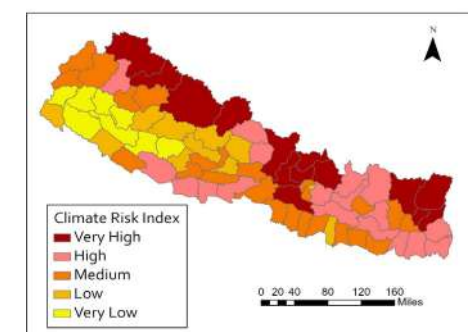 N
Climate Risk Index
Very High
High
Medium
Low
Very Low
0 20 40 80 120 160
Miles